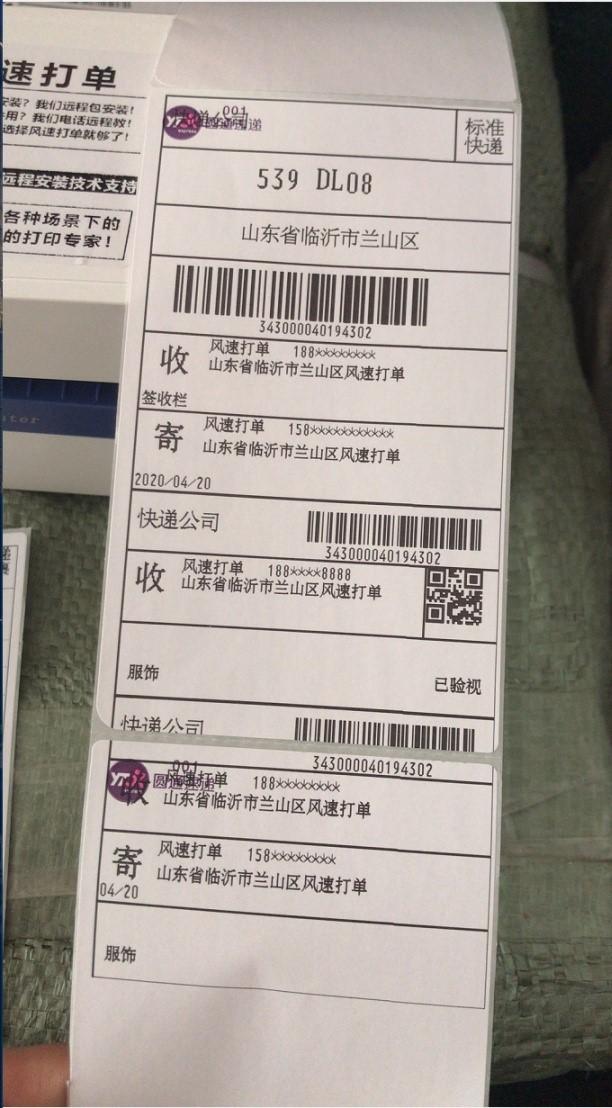 速打单
安装？我们远程包安装！
用？我们电话远程教！
选择风速打单就够了！
远程安装技术支持
各种场景下的
的打印专家！
001
圆通速递
标准
快递
539 DL08
山东省临沂市兰山区
343000040194302
收
风速打单 188********
山东省临沂市兰山区风速打单
签收栏
寄
风速打单 158***********
山东省临沂市兰山区风速打单
2020/04/20
快递公司
343000040194302
收
风速打单 188****8888
山东省临沂市兰山区风速打单
服饰
已验视
快递公司
343000040194302
001
收
风速打单 188********
山东省临沂市兰山区风速打单
寄
风速打单 158********
山东省临沂市兰山区风速打单
04/20
服饰